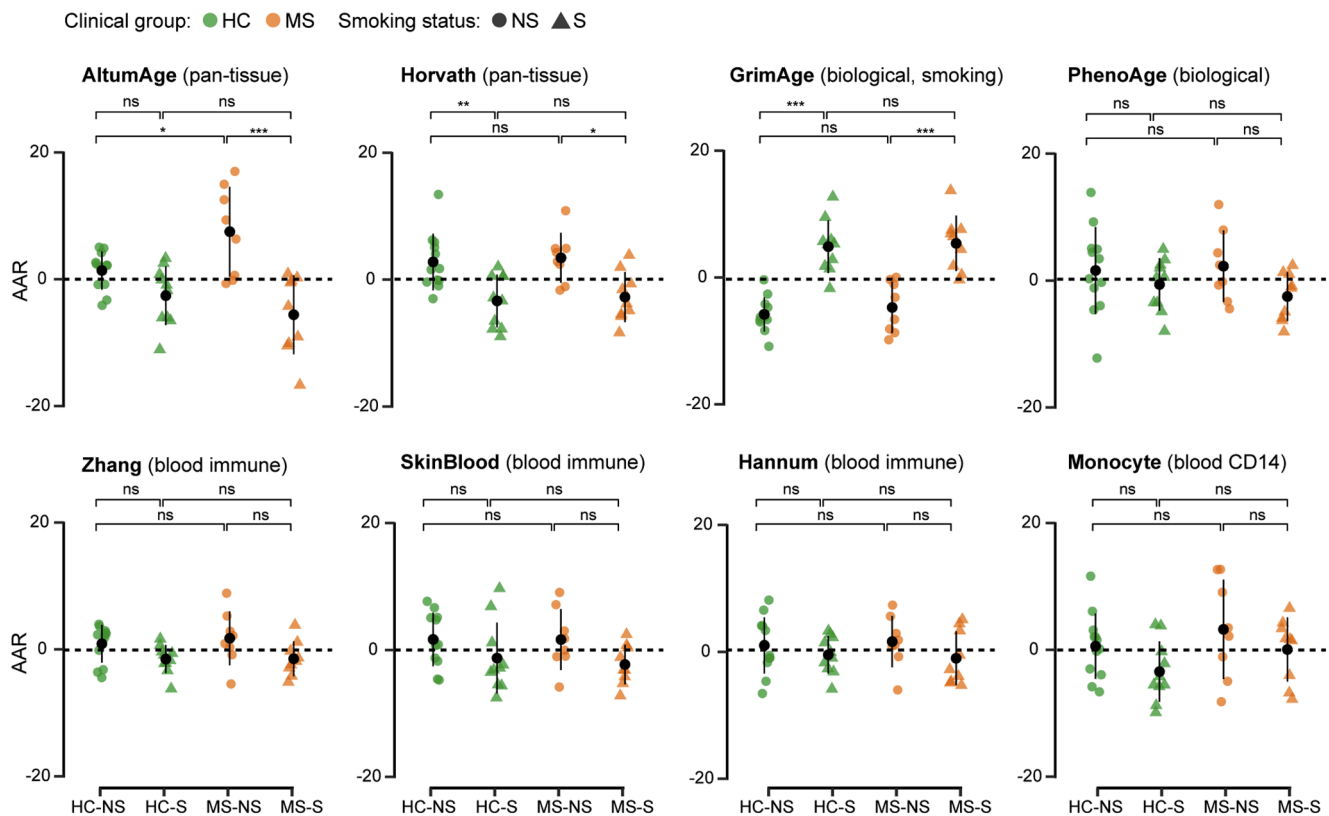 Clinical group: HC MS Smoking status: NS S
AltumAge (pan-tissue)
ns ns
* ***
20
0
-20
AAR
Horvath (pan-tissue)
** ns
ns *
20
0
-20
GrimAge (biological, smoking)
*** ns
ns ***
20
0
-20
PhenoAge (biological)
ns ns
ns ns
20
0
-20
Zhang (blood immune)
ns ns
ns ns
20
0
-20
AAR
HC-NS HC-S MS-NS MS-S
SkinBlood (blood immune)
ns ns
ns ns
20
0
-20
HC-NS HC-S MS-NS MS-S
Hannum (blood immune)
ns ns
ns ns
20
0
-20
HC-NS HC-S MS-NS MS-S
Monocyte (blood CD14)
ns ns
ns ns
20
0
-20
HC-NS HC-S MS-NS MS-S